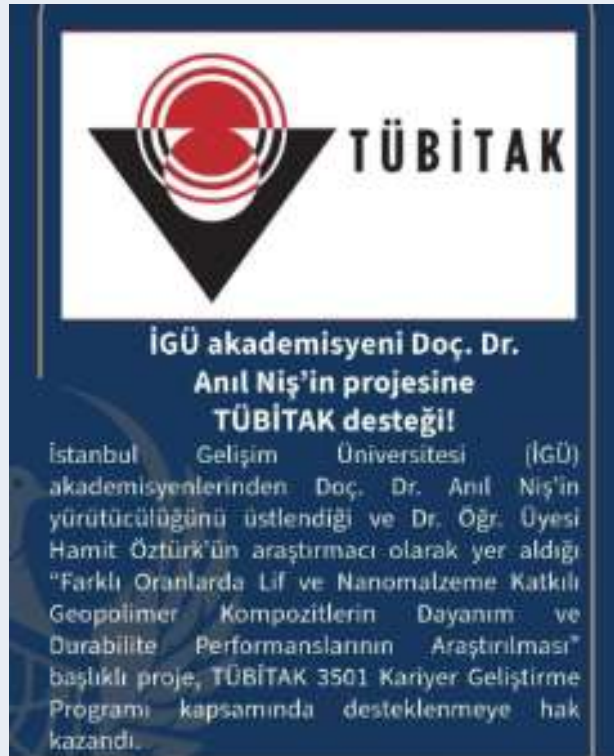 TÜBİTAK
İGÜ akademisyeni Doç. Dr.
Anıl Niş’in projesine
TÜBİTAK desteği!
İstanbul Gelişim Üniversitesi (İGÜ)
akademisyenlerinden Doç. Dr. Anıl Niş’in
yürütücülüğünü üstlendiği ve Dr. Öğr. Üyesi
Hamit Öztürk’ün araştırmacı olarak yer aldığı
“Farklı Oranlarda Lif ve Nanomalzeme Katkılı
Geopolimer Kompozitlerin Dayanım ve
Durabilite Performanslarının Araştırılması”
başlıklı proje, TÜBİTAK 3501 Kariyer Geliştirme
Programı kapsamında desteklenmeye hak
kazandı.